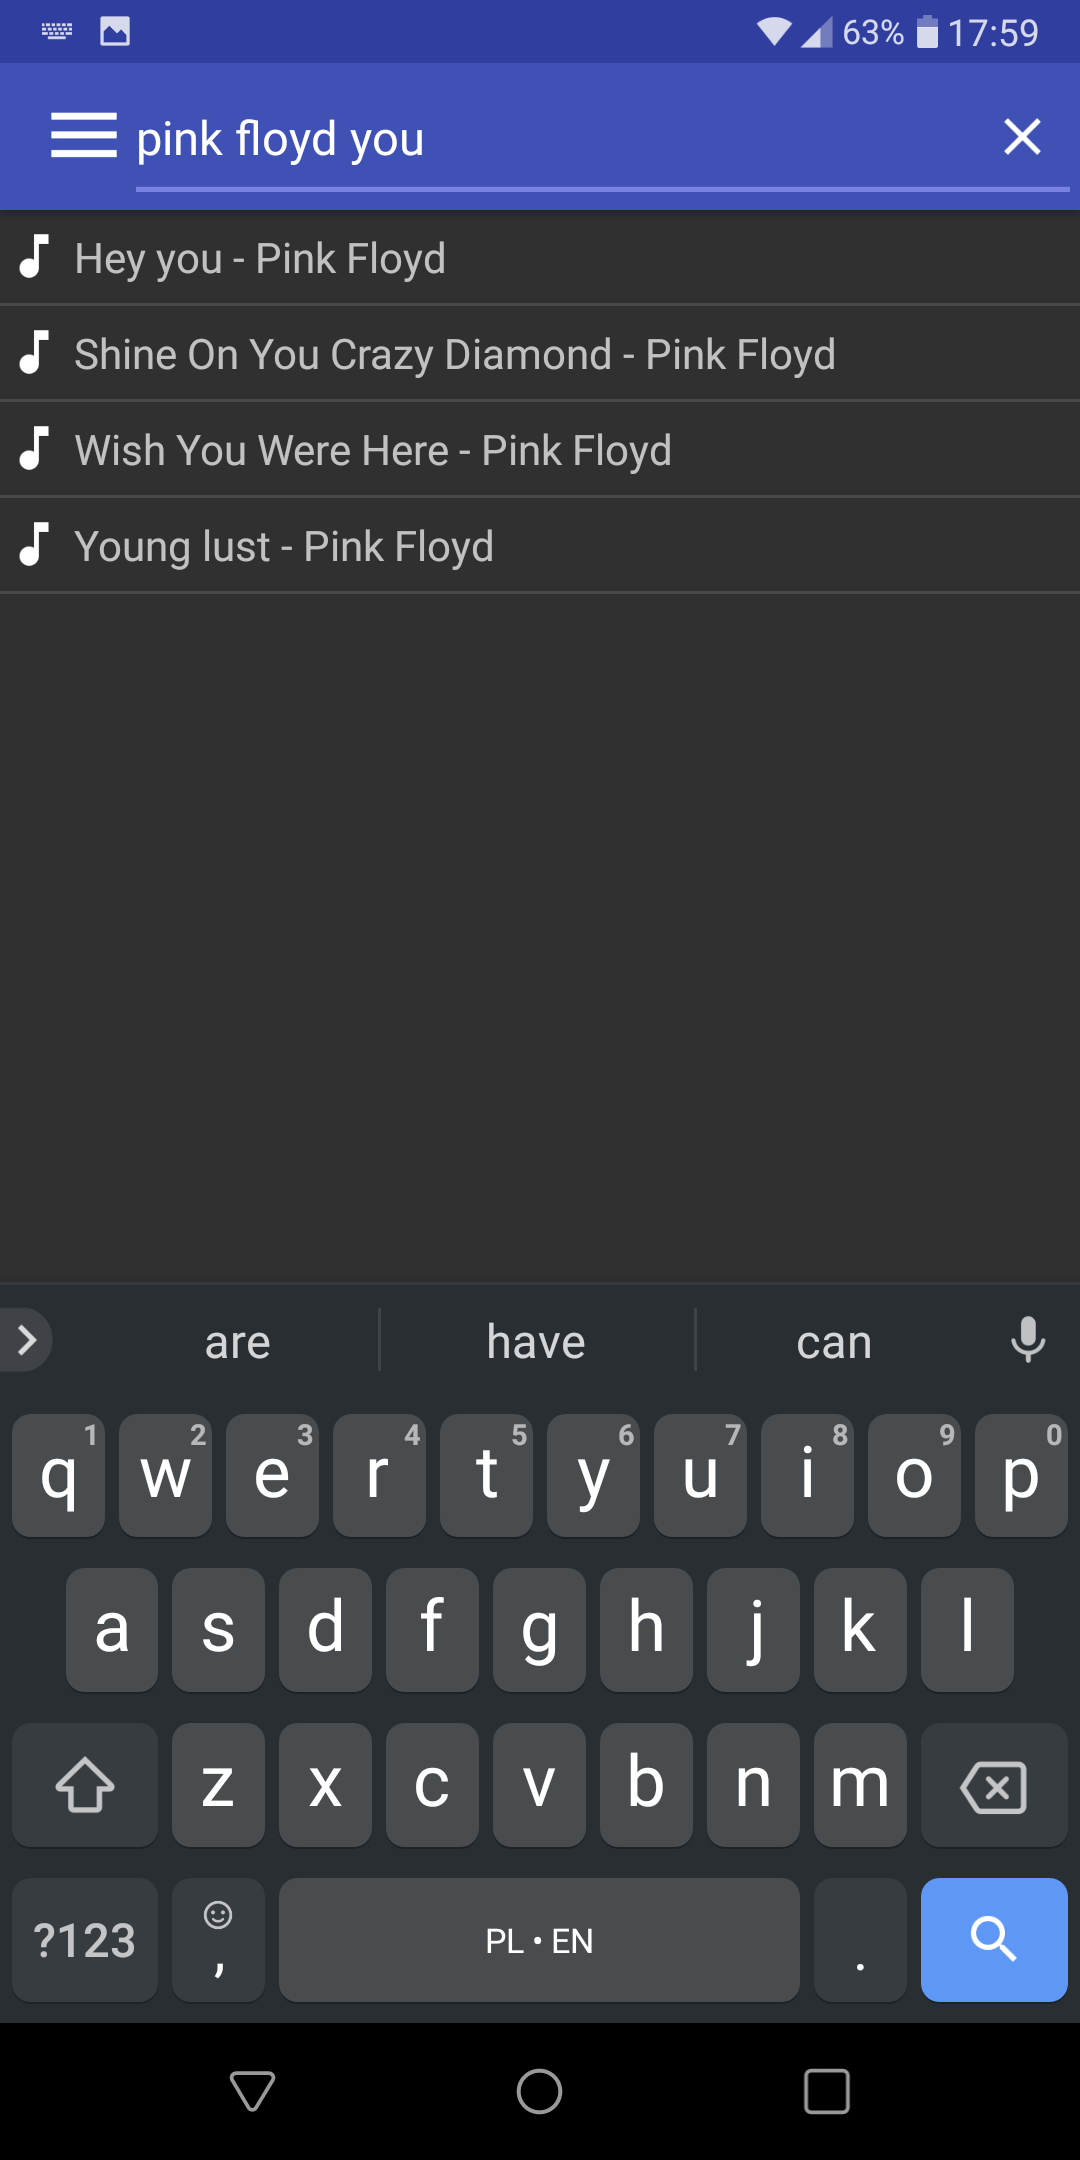 63% 17:59
pink floyd you
Hey you - Pink Floyd
Shine On You Crazy Diamond - Pink Floyd
Wish You Were Here - Pink Floyd
Young lust - Pink Floyd
are have can
1 2 3 4 5 6 7 8 9 0
q w e r t y u i o p
a s d f g h j k l
z x c v b n m
?123 , PL • EN .